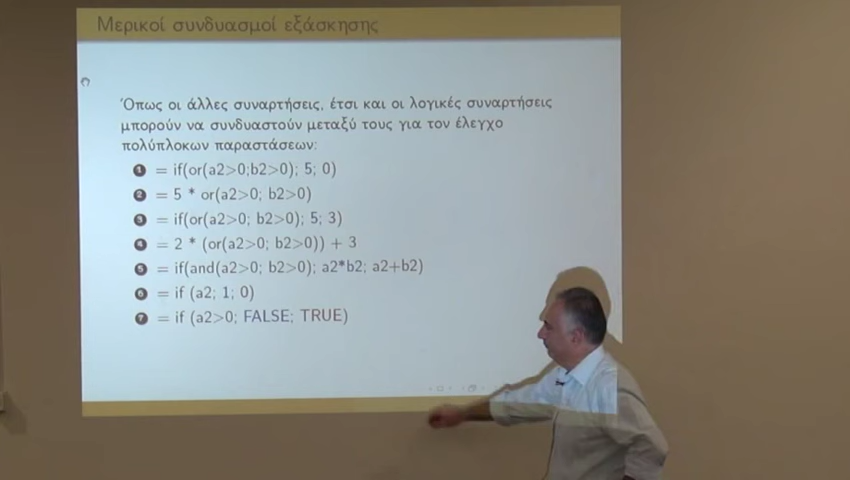 Μερικοί συνδυασμοί εξάσκησης
Όπως οι άλλες συναρτήσεις, έτσι και οι λογικές συναρτήσεις
μπορούν να συνδυαστούν μεταξύ τους για τον έλεγχο
πολύπλοκων παραστάσεων:
1 = if(or(a2>0;b2>0); 5; 0)
2 = 5 * or(a2>0; b2>0)
3 = if(or(a2>0; b2>0); 5; 3)
4 = 2 * (or(a2>0; b2>0)) + 3
5 = if(and(a2>0; b2>0); a2*b2; a2+b2)
6 = if (a2; 1; 0)
7 = if (a2>0; FALSE; TRUE)